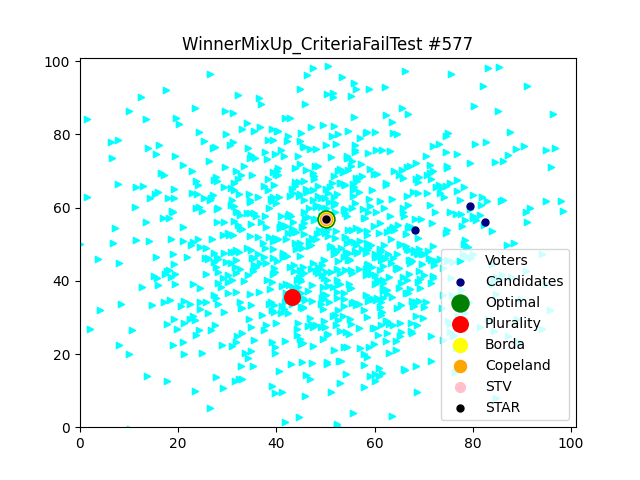 WinnerMixUp_CriteriaFailTest #577
100
80
60
40
20
0
0 20 40 60 80 100
Voters
Candidates
Optimal
Plurality
Borda
Copeland
STV
STAR